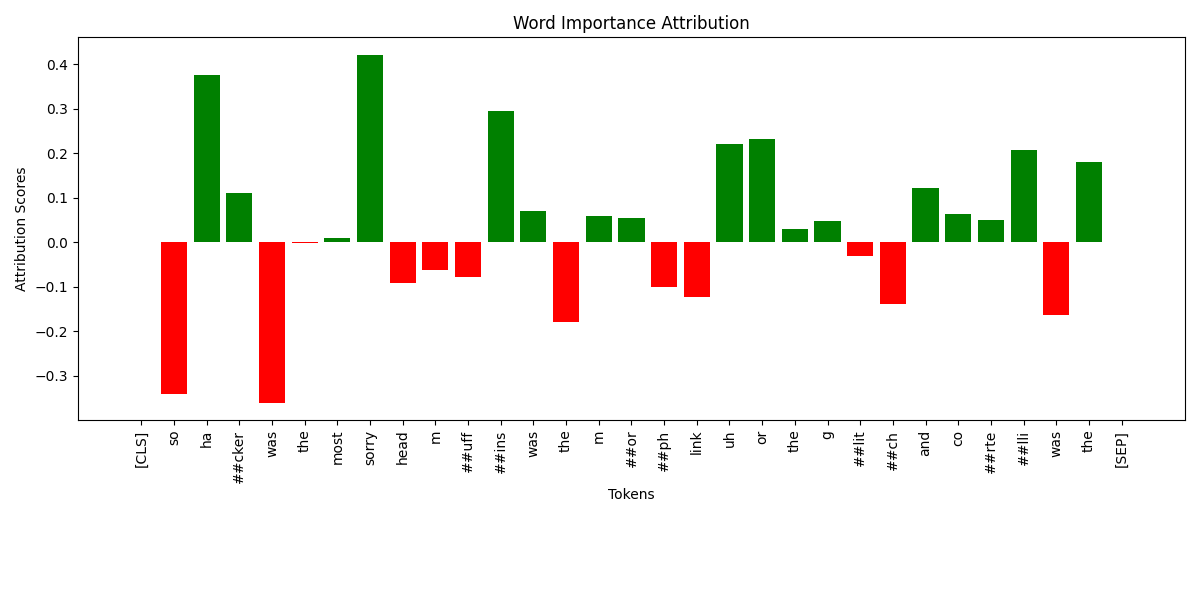 Word Importance Attribution
Attribution Scores
0.4
0.3
0.2
0.1
0.0
−0.1
−0.2
−0.3
[CLS] so ha ##cker was the most sorry head m ##uff ##ins was the m ##or ##ph link uh or the g ##lit ##ch and co ##rte ##lli was the [SEP]
Tokens